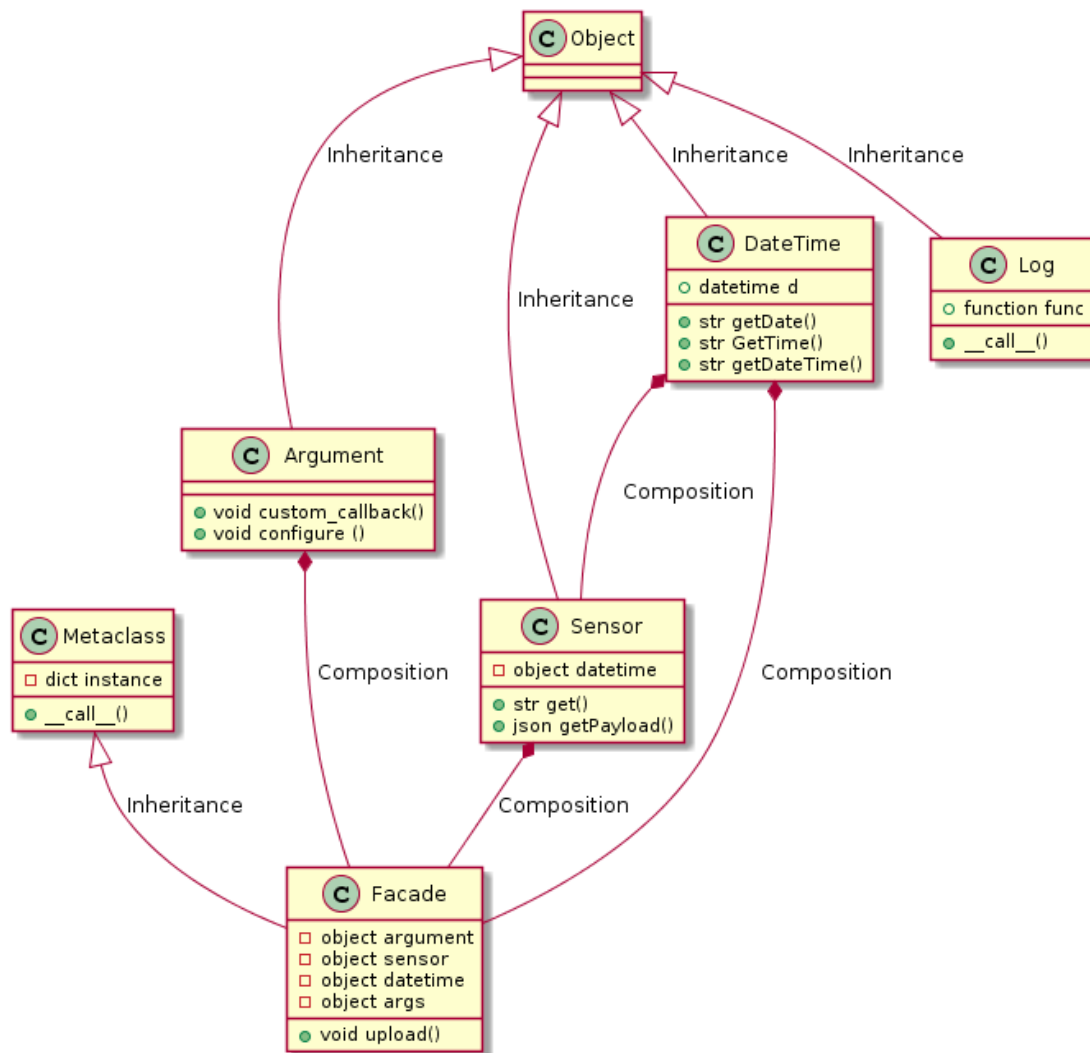 C Object
Inheritance
Inheritance
Inheritance
C DateTime
datetime d
str getDate()
str GetTime()
str getDateTime()
C Log
function func
__call__()
Inheritance
C Argument
void custom_callback()
void configure ()
Composition
C Sensor
object datetime
str get()
json getPayload()
C Metaclass
dict instance
__call__()
Composition
Composition
Inheritance
Composition
C Facade
object argument
object sensor
object datetime
object args
void upload()